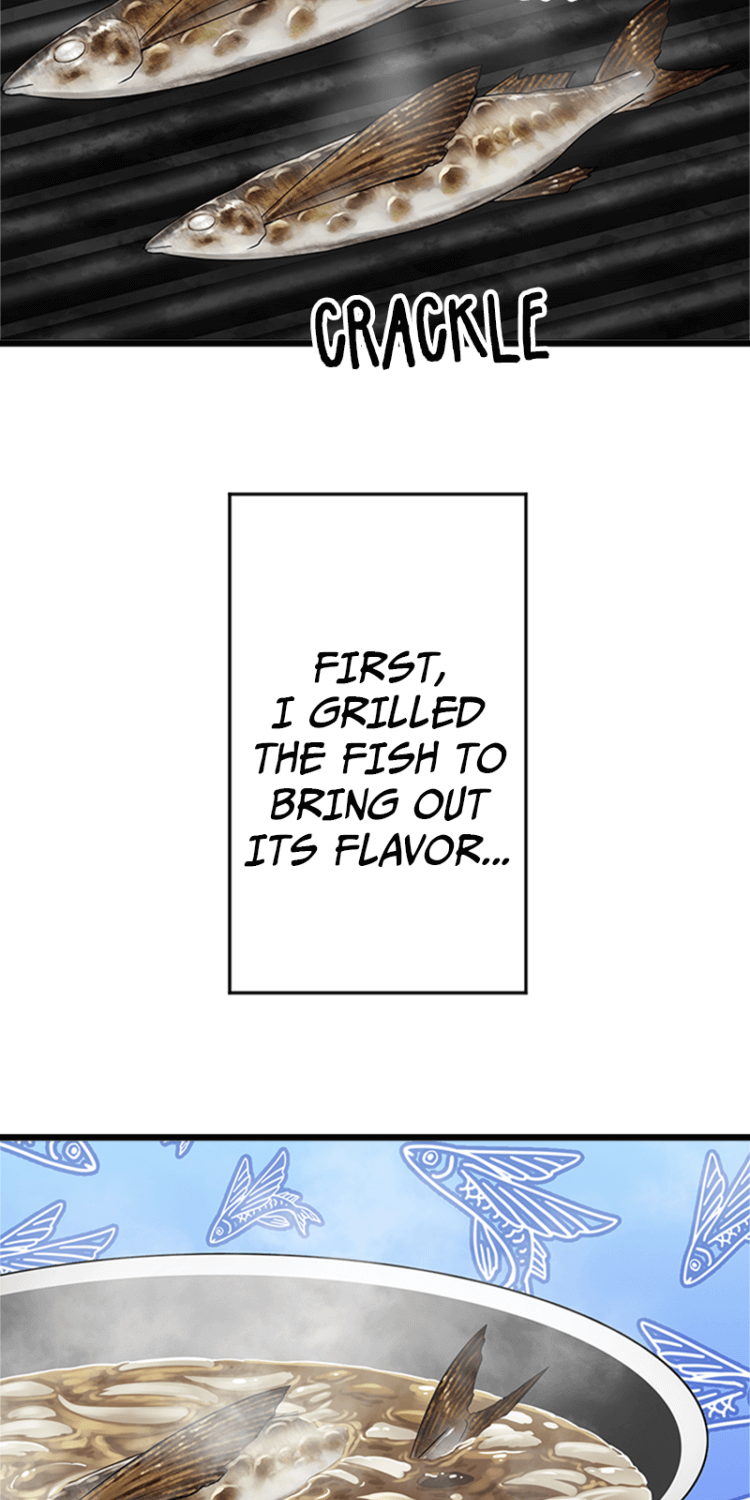 CRACKLE
FIRST,
I GRILLED
THE FISH TO
BRING OUT
ITS FLAVOR...